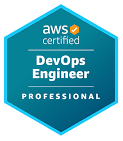 aws
certified
DevOps
Engineer
PROFESSIONAL